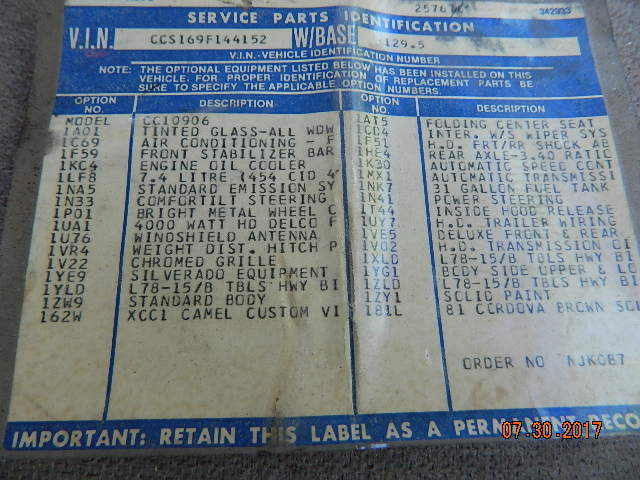 2576
342933
SERVICE PARTS IDENTIFICATION
V.I.N. CCS169F144152 W/BASE 129.5
V.I.N.-VEHICLE IDENTIFICATION NUMBER
NOTE: THE OPTIONAL EQUIPMENT LISTED BELOW HAS BEEN INSTALLED ON THIS
VEHICLE. FOR PROPER IDENTIFICATION OF REPLACEMENT PARTS BE
SURE TO SPECIFY THE APPLICABLE OPTION NUMBERS.
OPTION NO. DESCRIPTION OPTION NO. DESCRIPTION
MODEL CC10906 1AT5 FOLDING CENTER SEAT
1A01 TINTED GLASS-ALL WDW 1CD4 INTER. W/S WIPER SYS
1C69 AIR CONDITIONING - F 1F51 H.D. FRT/RR SHOCK AB
1F59 FRONT STABILIZER BAR 1HE4 REAR AXLE-3.40 RATIO
1KC4 ENGINE OIL COOLER 1K30 AUTOMATIC SPEED CONT
1LF8 7.4 LITRE (454 CID 4 1MX1 AUTOMATIC TRANSMISSI
1NA5 STANDARD EMISSION SY 1NK7 31 GALLON FUEL TANK
1N33 COMFORTILT STEERING 1N41 POWER STEERING
1P01 BRIGHT METAL WHEEL C 1T44 INSIDE HOOD RELEASE
1UA1 4000 WATT HD DELCO F 1UY7 H.D. TRAILER WIRING
1U76 WINDSHIELD ANTENNA 1VE5 DELUXE FRONT & REAR
1VR4 WEIGHT DIST. HITCH P 1V02 H.D. TRANSMISSION OI
1V22 CHROMED GRILLE 1XLD L78-15/B TBLS HWY BI
1YE9 SILVERADO EQUIPMENT 1YG1 BODY SIDE UPPER & LO
1YLD L78-15/B TBLS HWY BI 1ZLD L78-15/B TBLS HWY BI
1ZW9 STANDARD BODY 1ZY1 SOLID PAINT
162W XCC1 CAMEL CUSTOM VI 181L 81 CORDOVA BROWN SOL
ORDER NO NJK087
OPTION NO. DESCRIPTION OPTION NO. DESCRIPTION
IMPORTANT: RETAIN THIS LABEL AS A PERMANENT RECO
07.30.2017